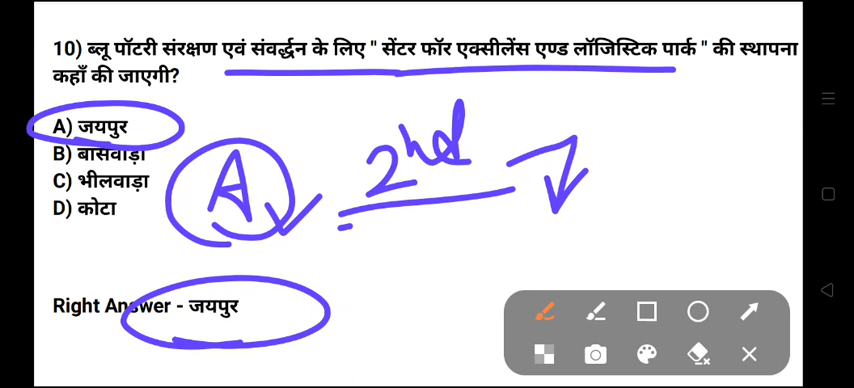 10) ब्लू पॉटरी संरक्षण एवं संवर्द्धन के लिए " सेंटर फॉर एक्सीलेंस एण्ड लॉजिस्टिक पार्क " की स्थापना
कहाँ की जाएगी?
A) जयपुर
B) बांसवाड़ा
C) भीलवाड़ा
D) कोटा
A
2nd
Right Answer - जयपुर